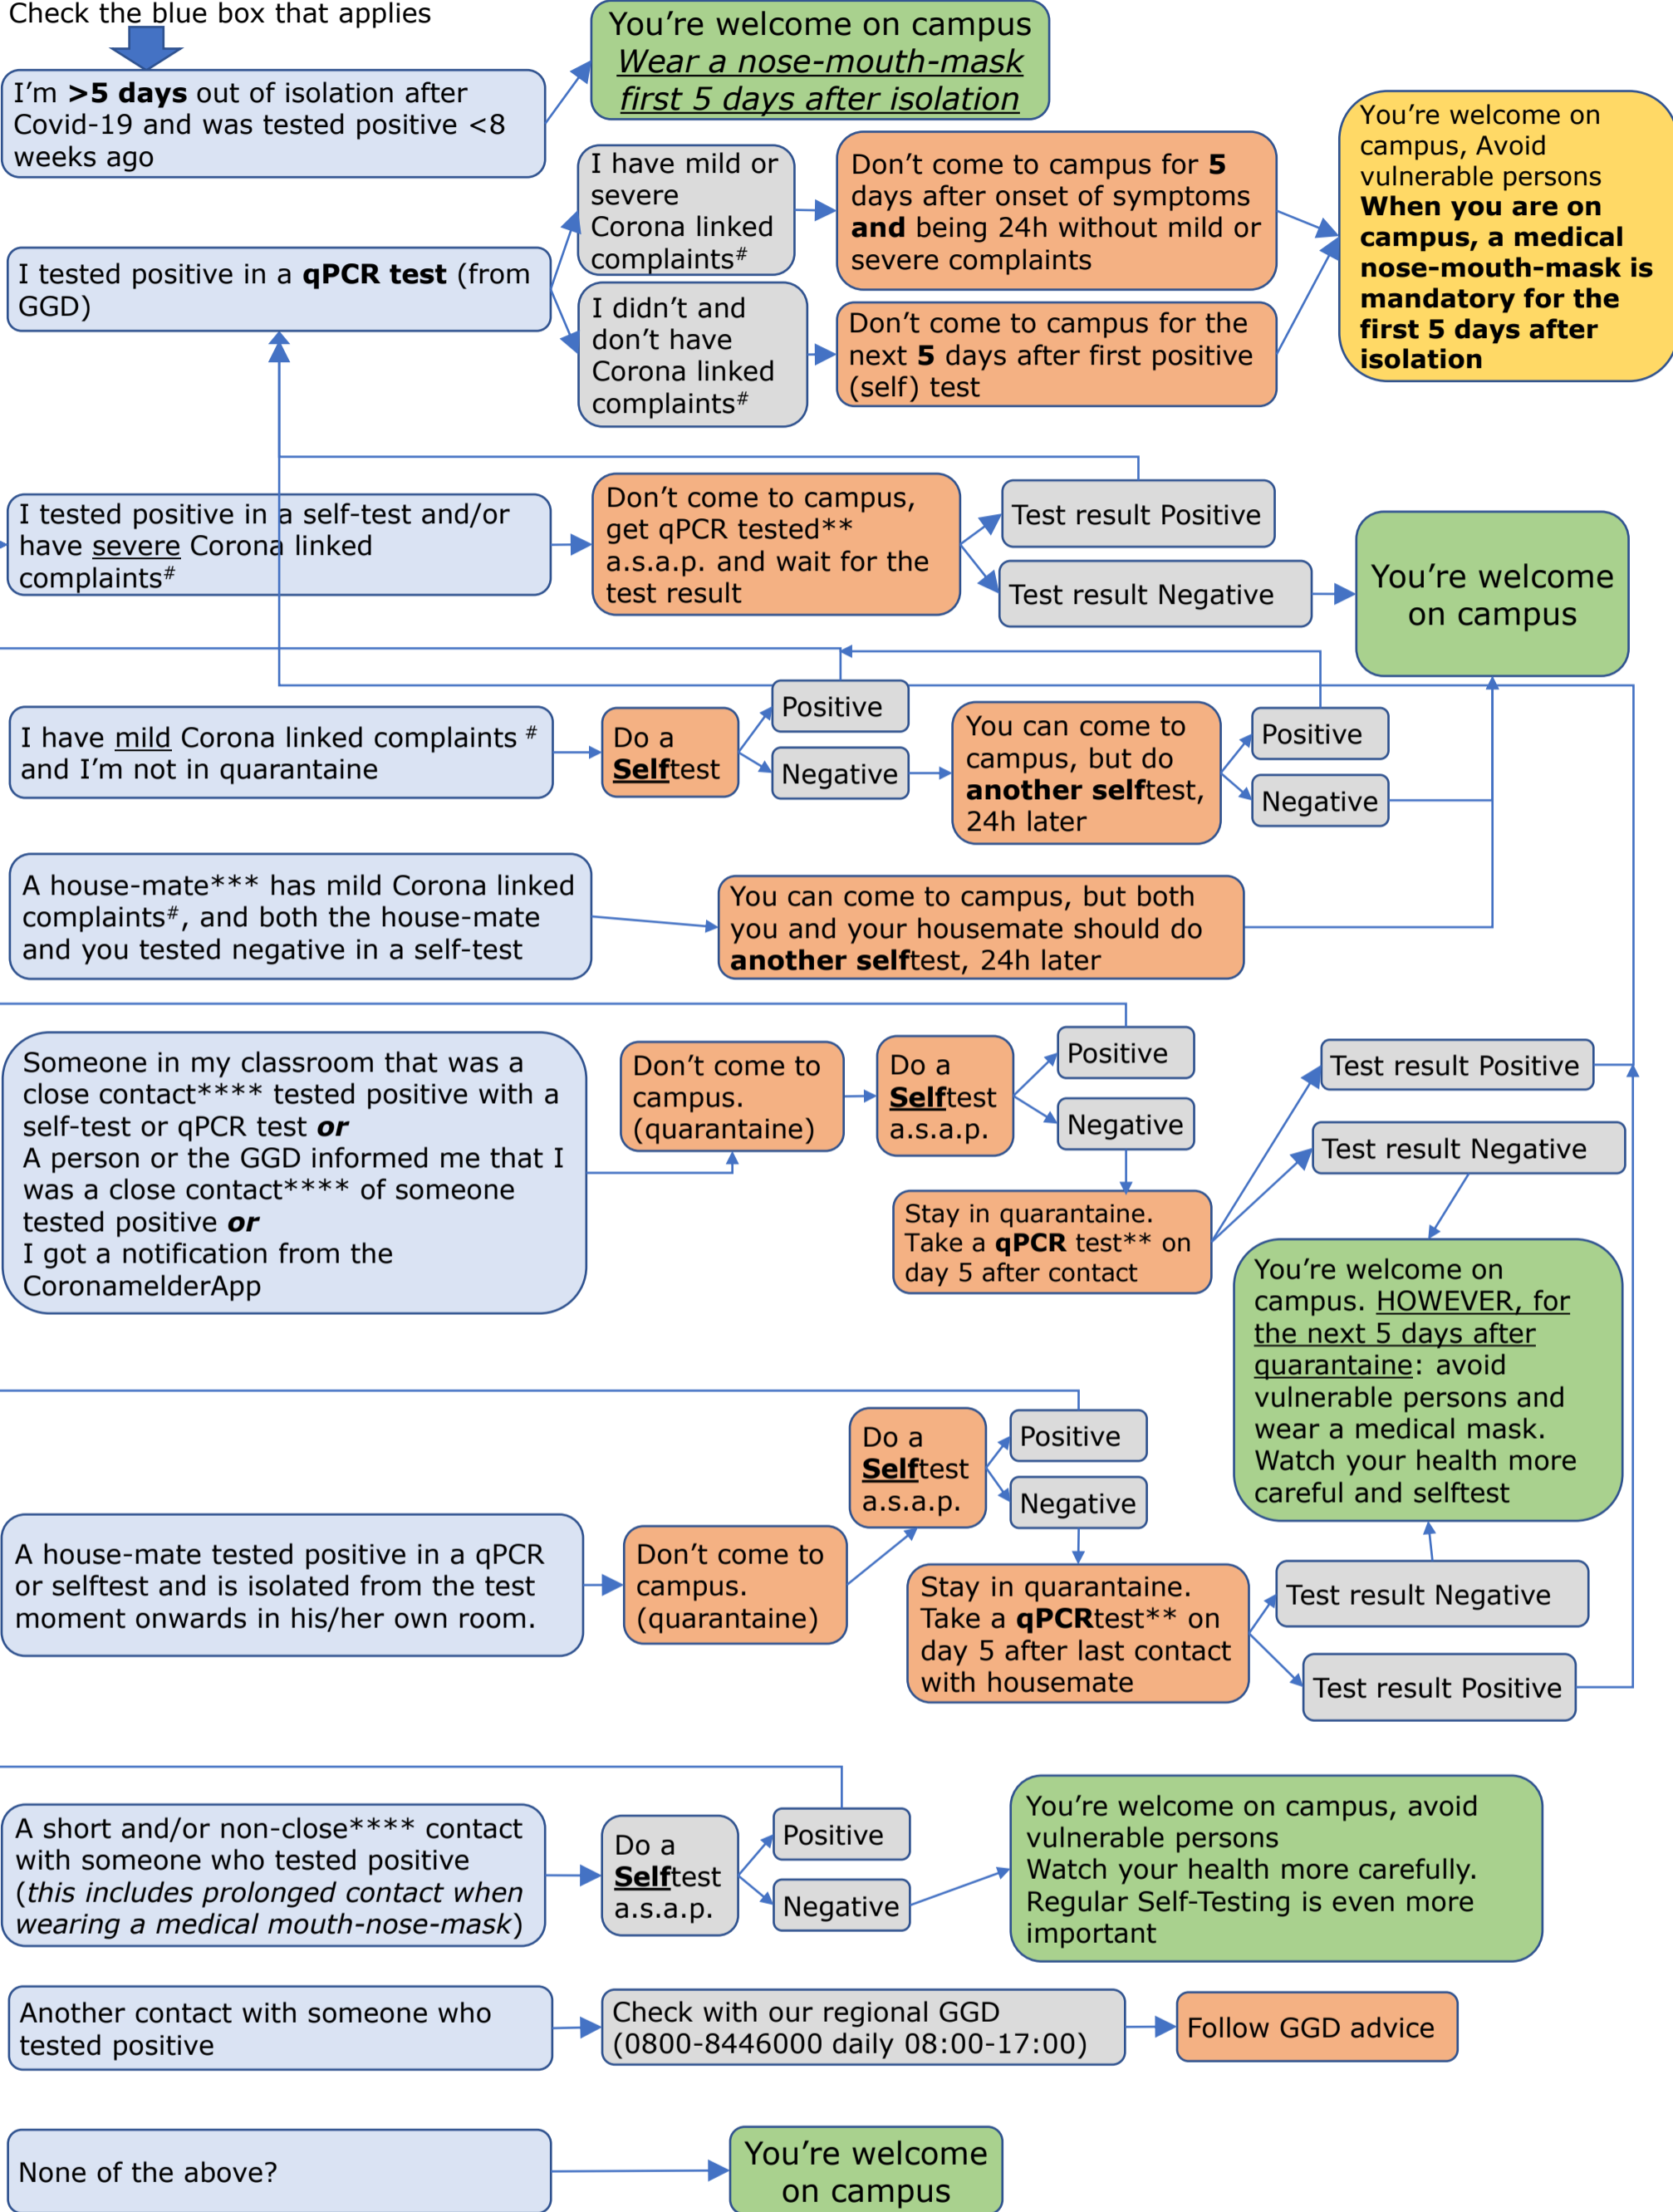 Check the blue box that applies
I'm >5 days out of isolation after
Covid-19 and was tested positive <8
weeks ago
You're welcome on campus
Wear a nose-mouth-mask
first 5 days after isolation
I tested positive in a qPCR test (from
GGD)
I have mild or
severe
Corona linked
complaints#
Don't come to campus for 5
days after onset of symptoms
and being 24h without mild or
severe complaints
I didn't and
don't have
Corona linked
complaints#
Don't come to campus for the
next 5 days after first positive
(self) test
You're welcome on
campus, Avoid
vulnerable persons
When you are on
campus, a medical
nose-mouth-mask is
mandatory for the
first 5 days after
isolation
I tested positive in a self-test and/or
have severe Corona linked
complaints#
Don't come to campus,
get qPCR tested**
a.s.a.p. and wait for the
test result
Test result Positive
Test result Negative
You're welcome
on campus
I have mild Corona linked complaints #
and I'm not in quarantaine
Do a
Selftest
Positive
Negative
You can come to
campus, but do
another selftest,
24h later
Positive
Negative
A house-mate*** has mild Corona linked
complaints#, and both the house-mate
and you tested negative in a self-test
You can come to campus, but both
you and your housemate should do
another selftest, 24h later
Someone in my classroom that was a
close contact**** tested positive with a
self-test or qPCR test or
A person or the GGD informed me that I
was a close contact**** of someone
tested positive or
I got a notification from the
CoronamelderApp
Don't come to
campus.
(quarantaine)
Do a
Selftest
a.s.a.p.
Positive
Negative
Stay in quarantaine.
Take a qPCR test** on
day 5 after contact
Test result Positive
Test result Negative
You're welcome on
campus. HOWEVER, for
the next 5 days after
quarantaine: avoid
vulnerable persons and
wear a medical mask.
Watch your health more
careful and selftest
A house-mate tested positive in a qPCR
or selftest and is isolated from the test
moment onwards in his/her own room.
Don't come to
campus.
(quarantaine)
Do a
Selftest
a.s.a.p.
Positive
Negative
Stay in quarantaine.
Take a qPCRtest** on
day 5 after last contact
with housemate
Test result Negative
Test result Positive
A short and/or non-close**** contact
with someone who tested positive
(this includes prolonged contact when
wearing a medical mouth-nose-mask)
Do a
Selftest
a.s.a.p.
Positive
Negative
You're welcome on campus, avoid
vulnerable persons
Watch your health more carefully.
Regular Self-Testing is even more
important
Another contact with someone who
tested positive
Check with our regional GGD
(0800-8446000 daily 08:00-17:00)
Follow GGD advice
None of the above?
You're welcome
on campus